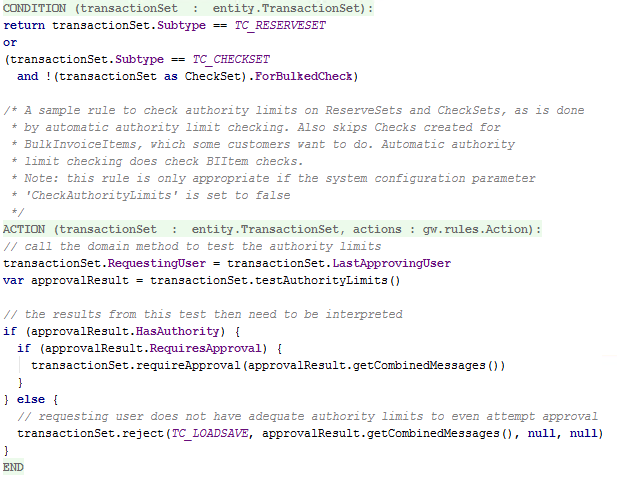 CONDITION (transactionSet : entity.TransactionSet):
return transactionSet.Subtype == TC_RESERVESET
or
(transactionSet.Subtype == TC_CHECKSET
and !(transactionSet as CheckSet).ForBulkedCheck)
/* A sample rule to check authority limits on ReserveSets and CheckSets, as is done
* by automatic authority limit checking. Also skips Checks created for
* BulkInvoiceItems, which some customers want to do. Automatic authority
* limit checking does check BIItem checks.
* Note: this rule is only appropriate if the system configuration parameter
* 'CheckAuthorityLimits' is set to false
*/
ACTION (transactionSet : entity.TransactionSet, actions : gw.rules.Action):
// call the domain method to test the authority limits
transactionSet.RequestingUser = transactionSet.LastApprovingUser
var approvalResult = transactionSet.testAuthorityLimits()
// the results from this test then need to be interpreted
if (approvalResult.HasAuthority) {
if (approvalResult.RequiresApproval) {
transactionSet.requireApproval(approvalResult.getCombinedMessages())
}
} else {
// requesting user does not have adequate authority limits to even attempt approval
transactionSet.reject(TC_LOADSAVE, approvalResult.getCombinedMessages(), null, null)
}
END